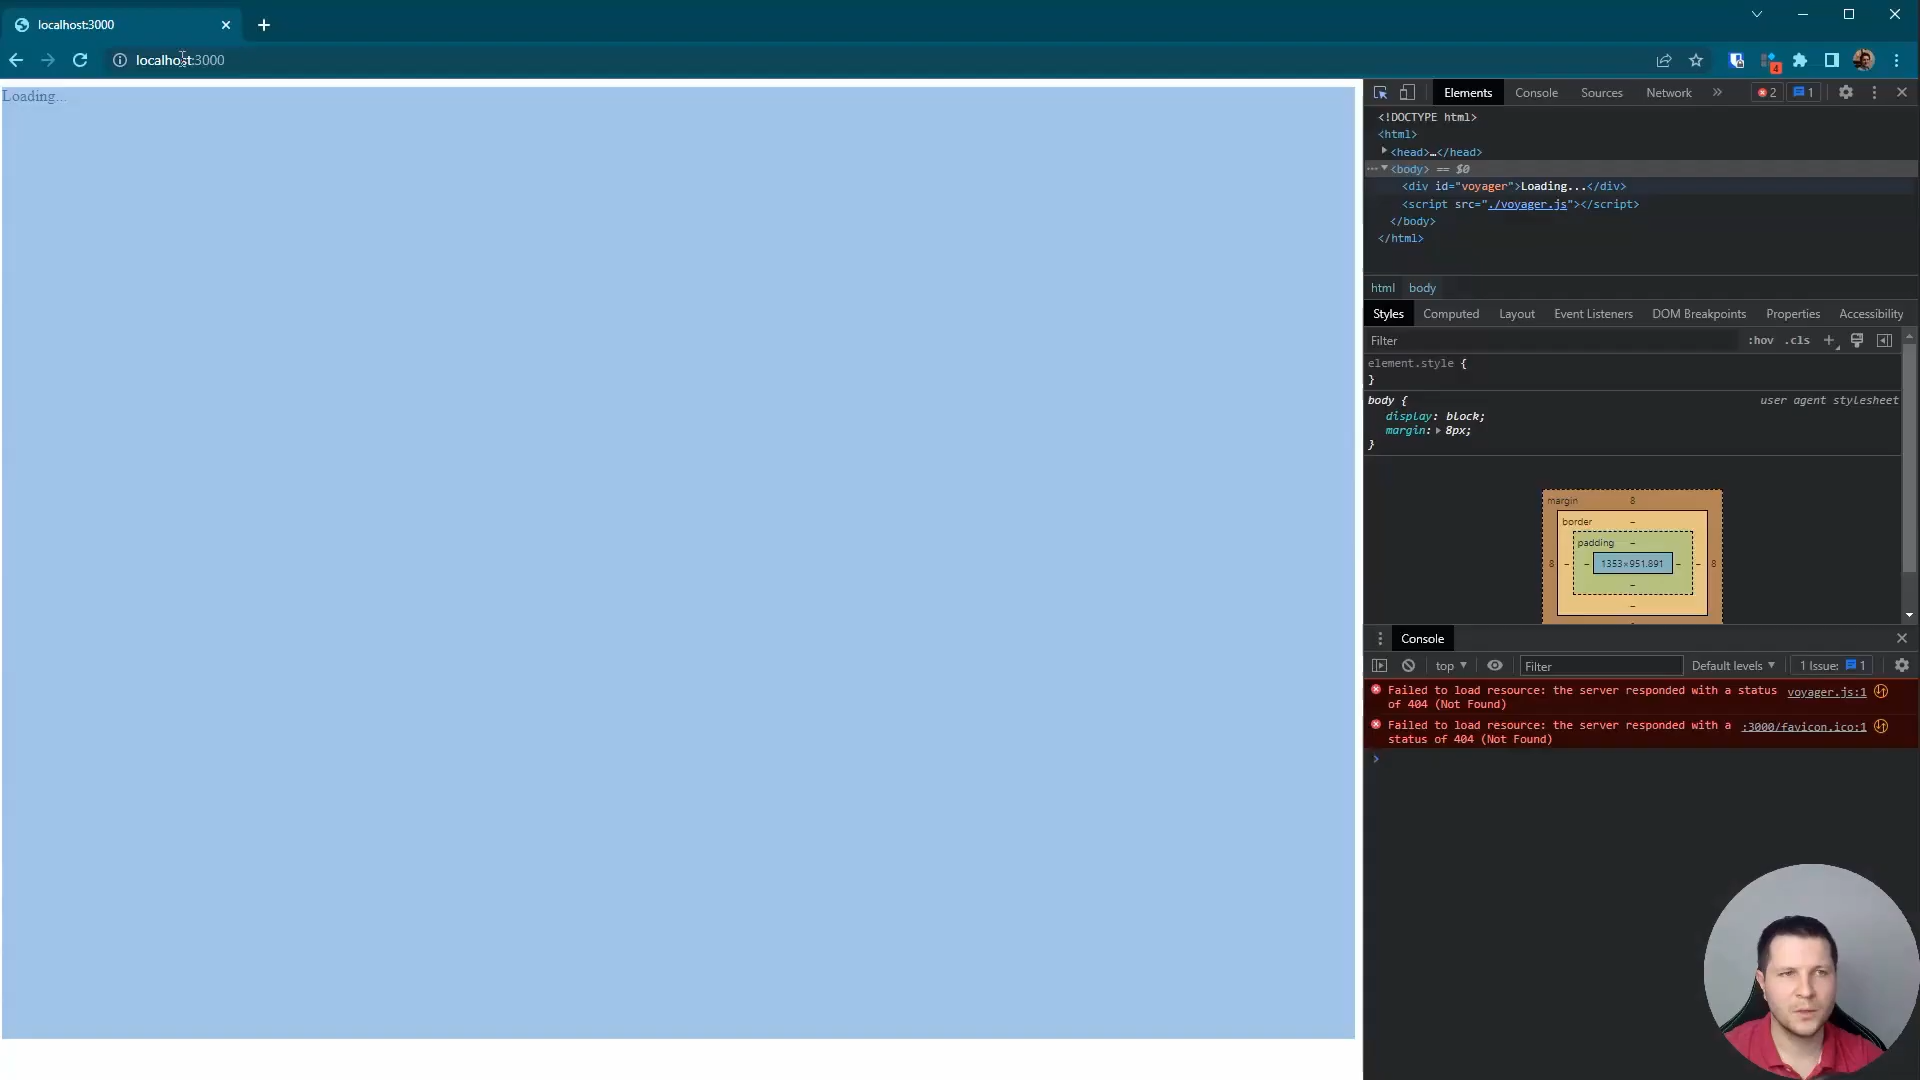 localhost:3000
localhost:3000
4
Loading...
Elements
Console
Sources
Network
»
2
1
<!DOCTYPE html>
<html>
<head>…</head>
<body> == $0
<div id="voyager">Loading...</div>
<script src="./voyager.js"></script>
</body>
</html>
html
body
Styles
Computed
Layout
Event Listeners
DOM Breakpoints
Properties
Accessibility
Filter
:hov
.cls
element.style {
}
body {
user agent stylesheet
display: block;
margin: 8px;
}
margin
8
border
–
padding
–
8
–
–
1353×951.891
–
–
8
–
–
Console
top
Filter
Default levels
1 Issue:
1
Failed to load resource: the server responded with a status
voyager.js:1
of 404 (Not Found)
Failed to load resource: the server responded with a
:3000/favicon.ico:1
status of 404 (Not Found)